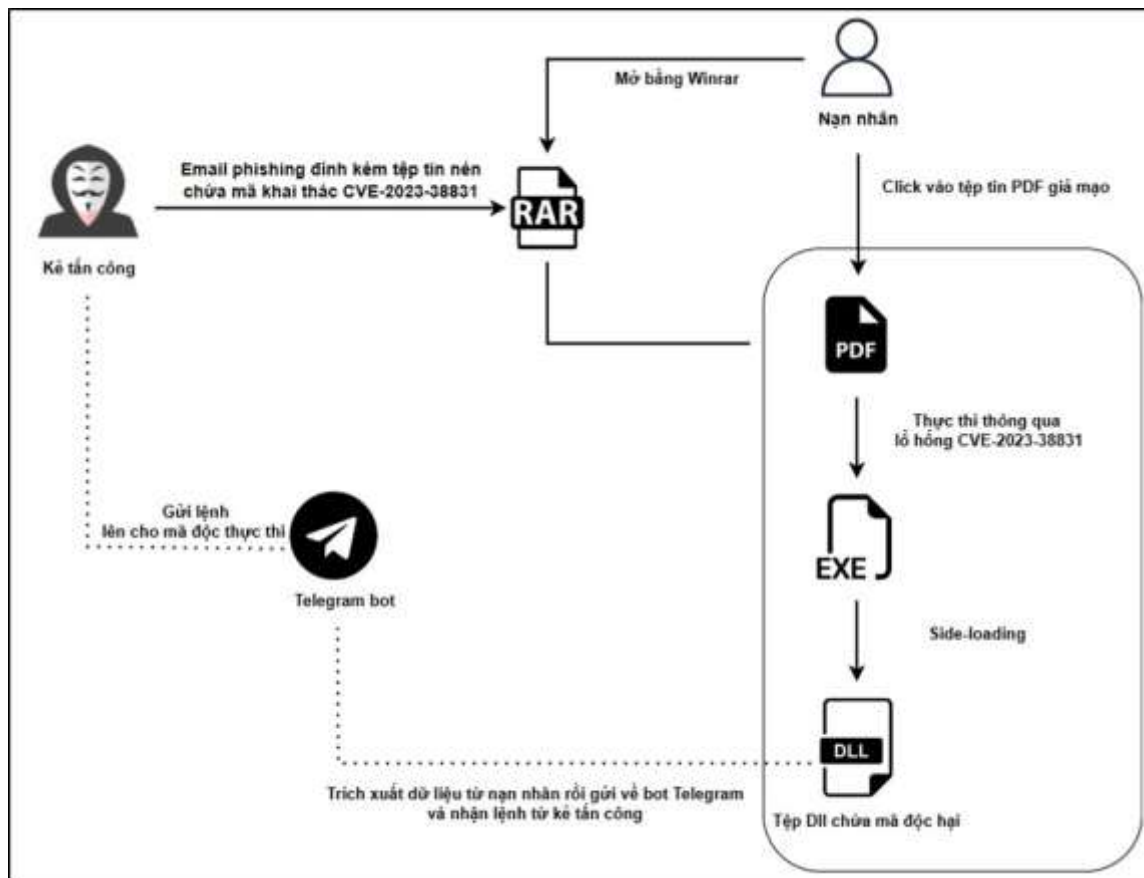 Mở bằng Winrar
Nạn nhân
Email phishing đính kèm tệp tin nén
chứa mã khai thác CVE-2023-38831
RAR
Click vào tệp tin PDF giả mạo
Kẻ tấn công
PDF
Thực thi thông qua
lỗ hổng CVE-2023-38831
Gửi lệnh
lên cho mã độc thực thi
EXE
Telegram bot
Side-loading
DLL
Trích xuất dữ liệu từ nạn nhân rồi gửi về bot Telegram
và nhận lệnh từ kẻ tấn công
Tệp Dll chứa mã độc hại